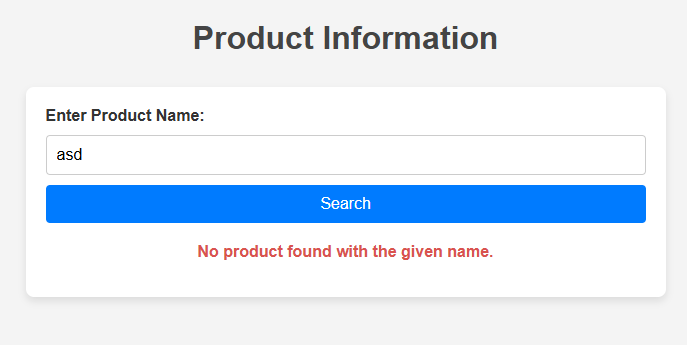 Product Information
Enter Product Name:
asd
Search
No product found with the given name.